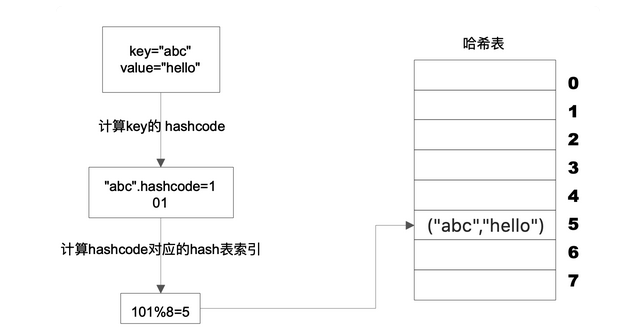 key="abc"
value="hello"
计算key的 hashcode
"abc".hashcode=1
01
计算hashcode对应的hash表索引
101%8=5
哈希表
0
1
2
3
4
("abc","hello") 5
6
7